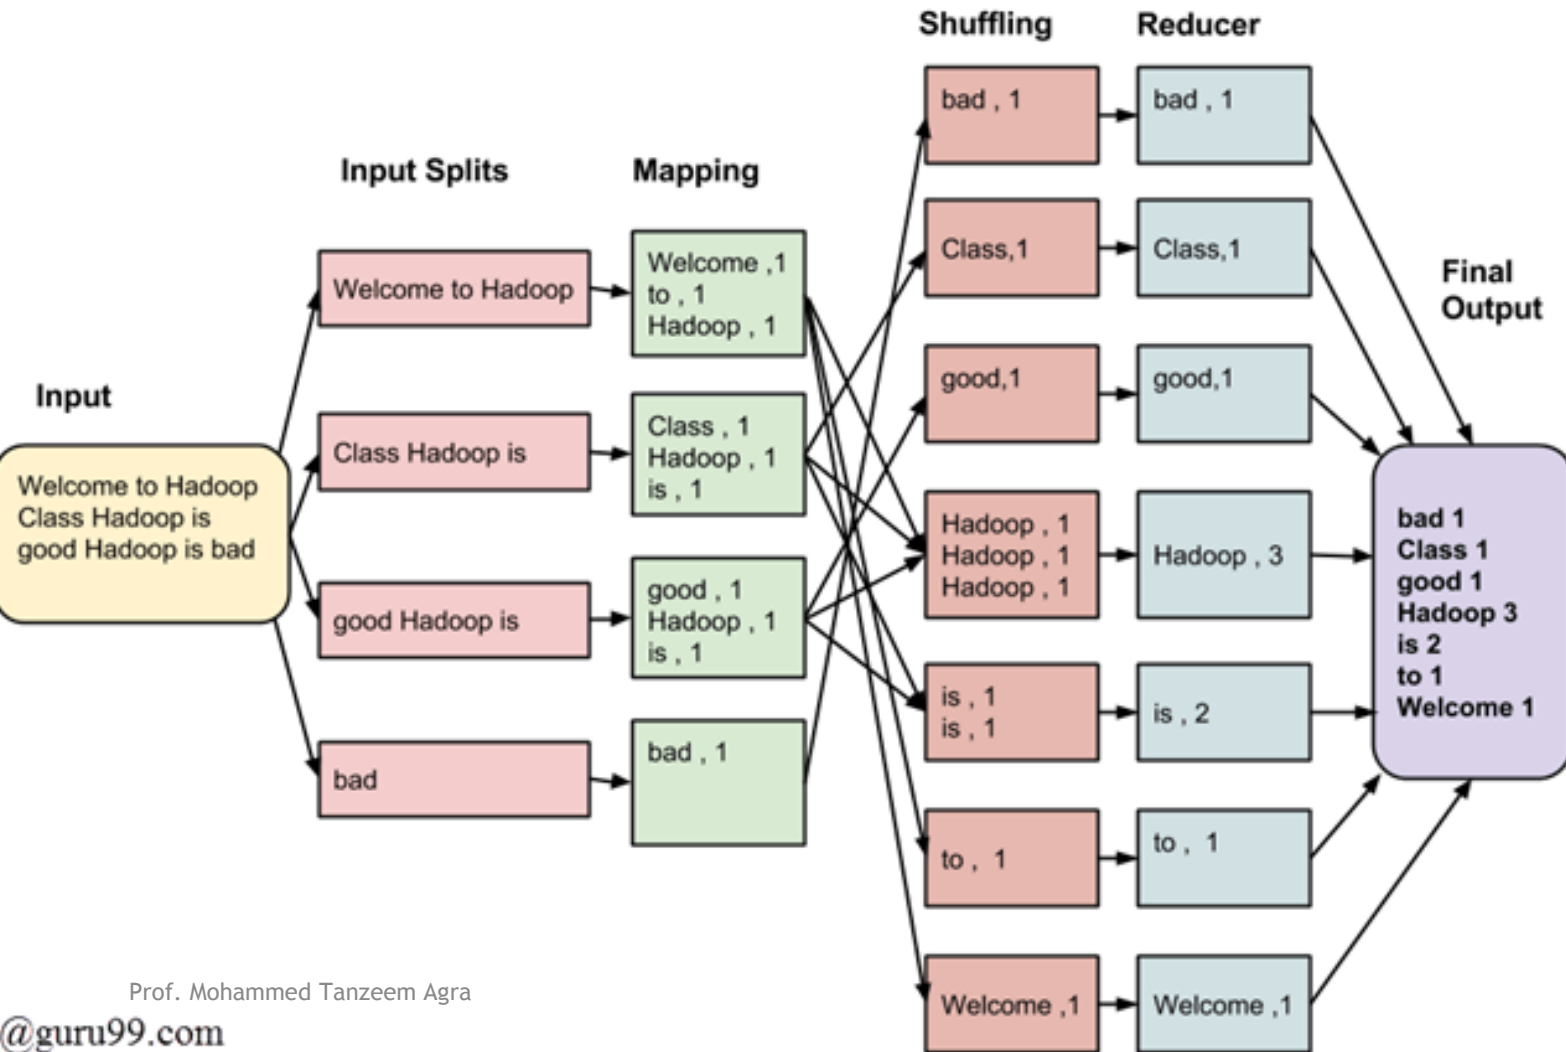 Input
Welcome to Hadoop
Class Hadoop is
good Hadoop is bad
Input Splits
Welcome to Hadoop
Class Hadoop is
good Hadoop is
bad
Mapping
Welcome ,1
to , 1
Hadoop , 1
Class , 1
Hadoop , 1
is , 1
good , 1
Hadoop , 1
is , 1
bad , 1
Shuffling
bad , 1
Class,1
good,1
Hadoop , 1
Hadoop , 1
Hadoop , 1
is , 1
is , 1
to , 1
Welcome ,1
Reducer
bad , 1
Class,1
good,1
Hadoop , 3
is , 2
to , 1
Welcome ,1
Final
Output
bad 1
Class 1
good 1
Hadoop 3
is 2
to 1
Welcome 1
Prof. Mohammed Tanzeem Agra
@guru99.com